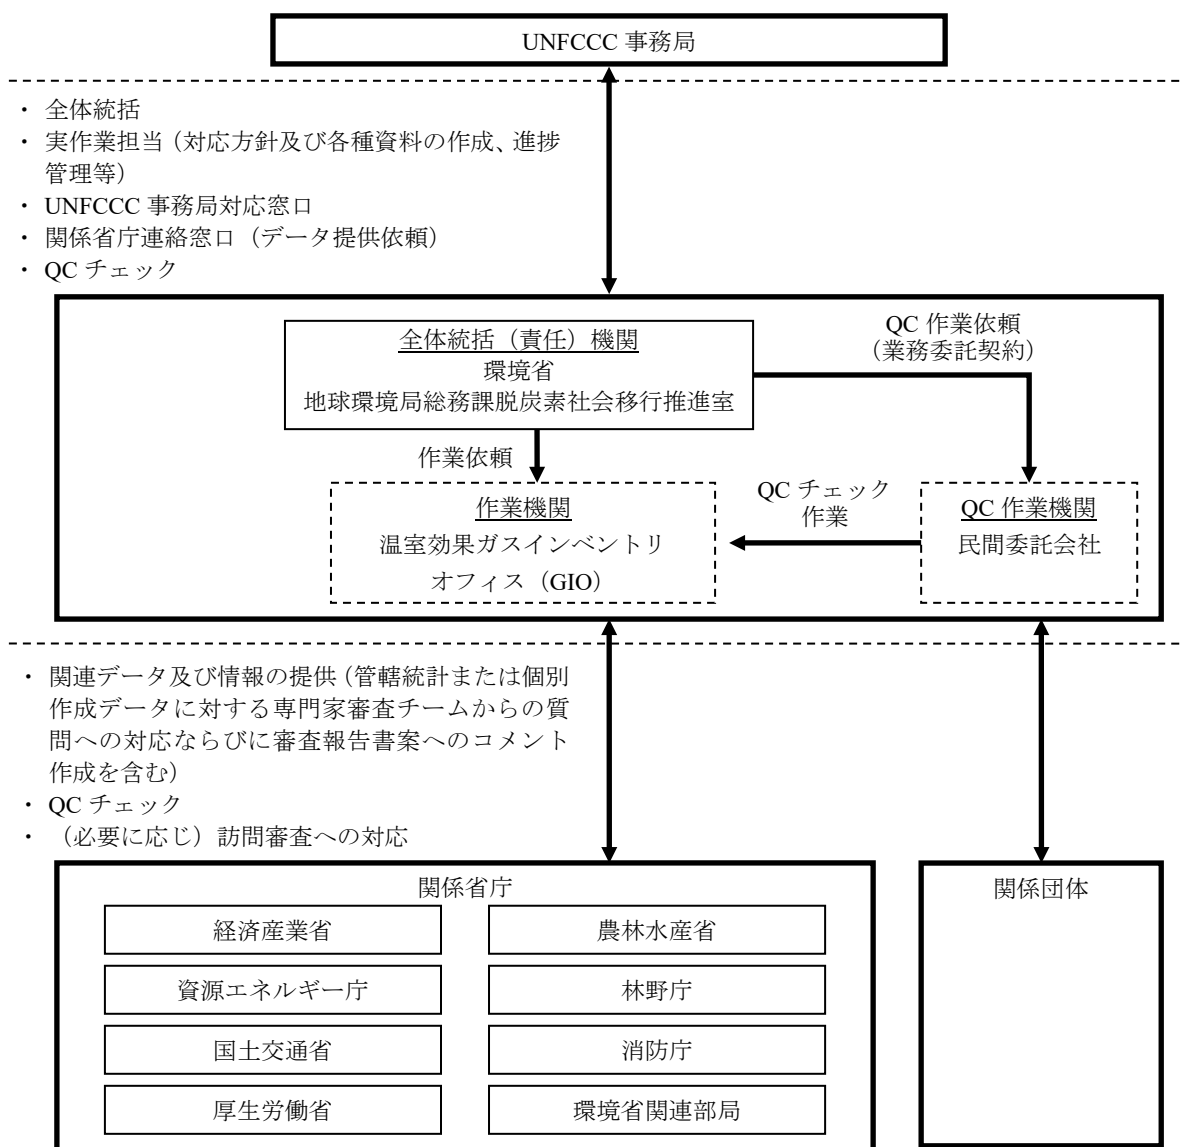 UNFCCC 事務局
・ 全体統括
・ 実作業担当（対応方針及び各種資料の作成、進捗
管理等）
・ UNFCCC 事務局対応窓口
・ 関係省庁連絡窓口（データ提供依頼）
・ QC チェック
全体統括（責任）機関
環境省
地球環境局総務課脱炭素社会移行推進室
QC 作業依頼
（業務委託契約）
作業依頼
作業機関
温室効果ガスインベントリ
オフィス（GIO）
QC チェック
作業
QC 作業機関
民間委託会社
・ 関連データ及び情報の提供（管轄統計または個別
作成データに対する専門家審査チームからの質
問への対応ならびに審査報告書案へのコメント
作成を含む）
・ QC チェック
・ （必要に応じ）訪問審査への対応
関係省庁
経済産業省
農林水産省
資源エネルギー庁
林野庁
国土交通省
消防庁
厚生労働省
環境省関連部局
関係団体